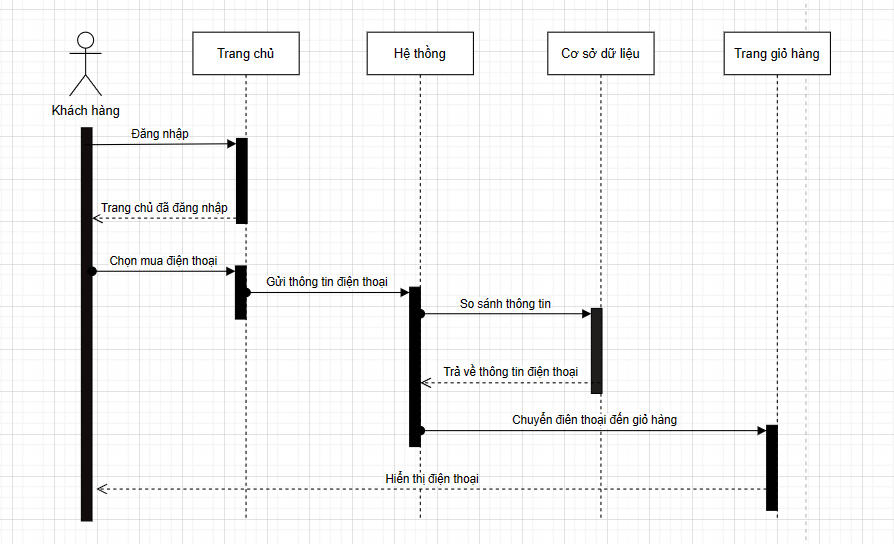 Trang chủ
Hệ thồng
Cơ sở dữ liệu
Trang giỏ hàng
Khách hàng
Đăng nhập
Trang chủ đã đăng nhập
Chọn mua điện thoại
Gửi thông tin điện thoại
So sánh thông tin
Trả về thông tin điện thoại
Chuyển điên thoại đến giỏ hàng
Hiển thị điện thoại